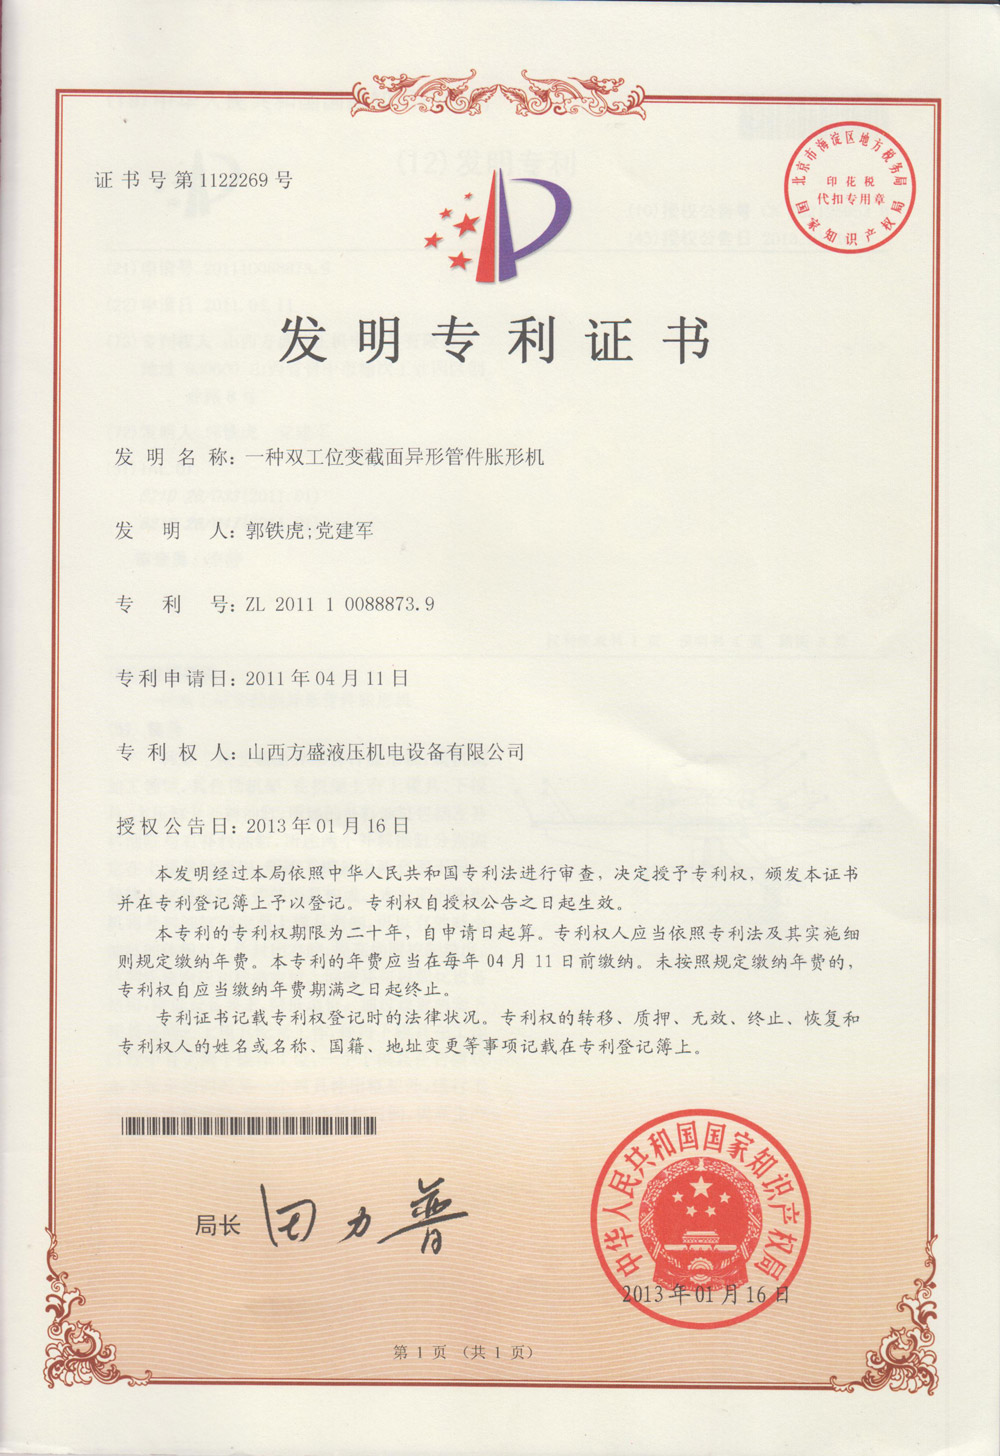 证书号第1122269号
北京市海淀区地方税务局
印花税
代扣专用章
国家知识产权局
发明专利证书
发明名称：一种双工位变截面异形管件胀形机
发明人：郭铁虎;党建军
专利号：ZL 2011 1 0088873.9
专利申请日：2011年04月11日
专利权人：山西方盛液压机电设备有限公司
授权公告日：2013年01月16日
本发明经过本局依照中华人民共和国专利法进行审查，决定授予专利权，颁发本证书
并在专利登记簿上予以登记。专利权自授权公告之日起生效。
本专利的专利权期限为二十年，自申请日起算。专利权人应当依照专利法及其实施细
则规定缴纳年费。本专利的年费应当在每年04月11日前缴纳。未按照规定缴纳年费的，
专利权自应当缴纳年费期满之日起终止。
专利证书记载专利权登记时的法律状况。专利权的转移、质押、无效、终止、恢复和
专利权人的姓名或名称、国籍、地址变更等事项记载在专利登记簿上。
局长 田力普
中华人民共和国国家知识产权局
2013年01月16日
第1页（共1页）